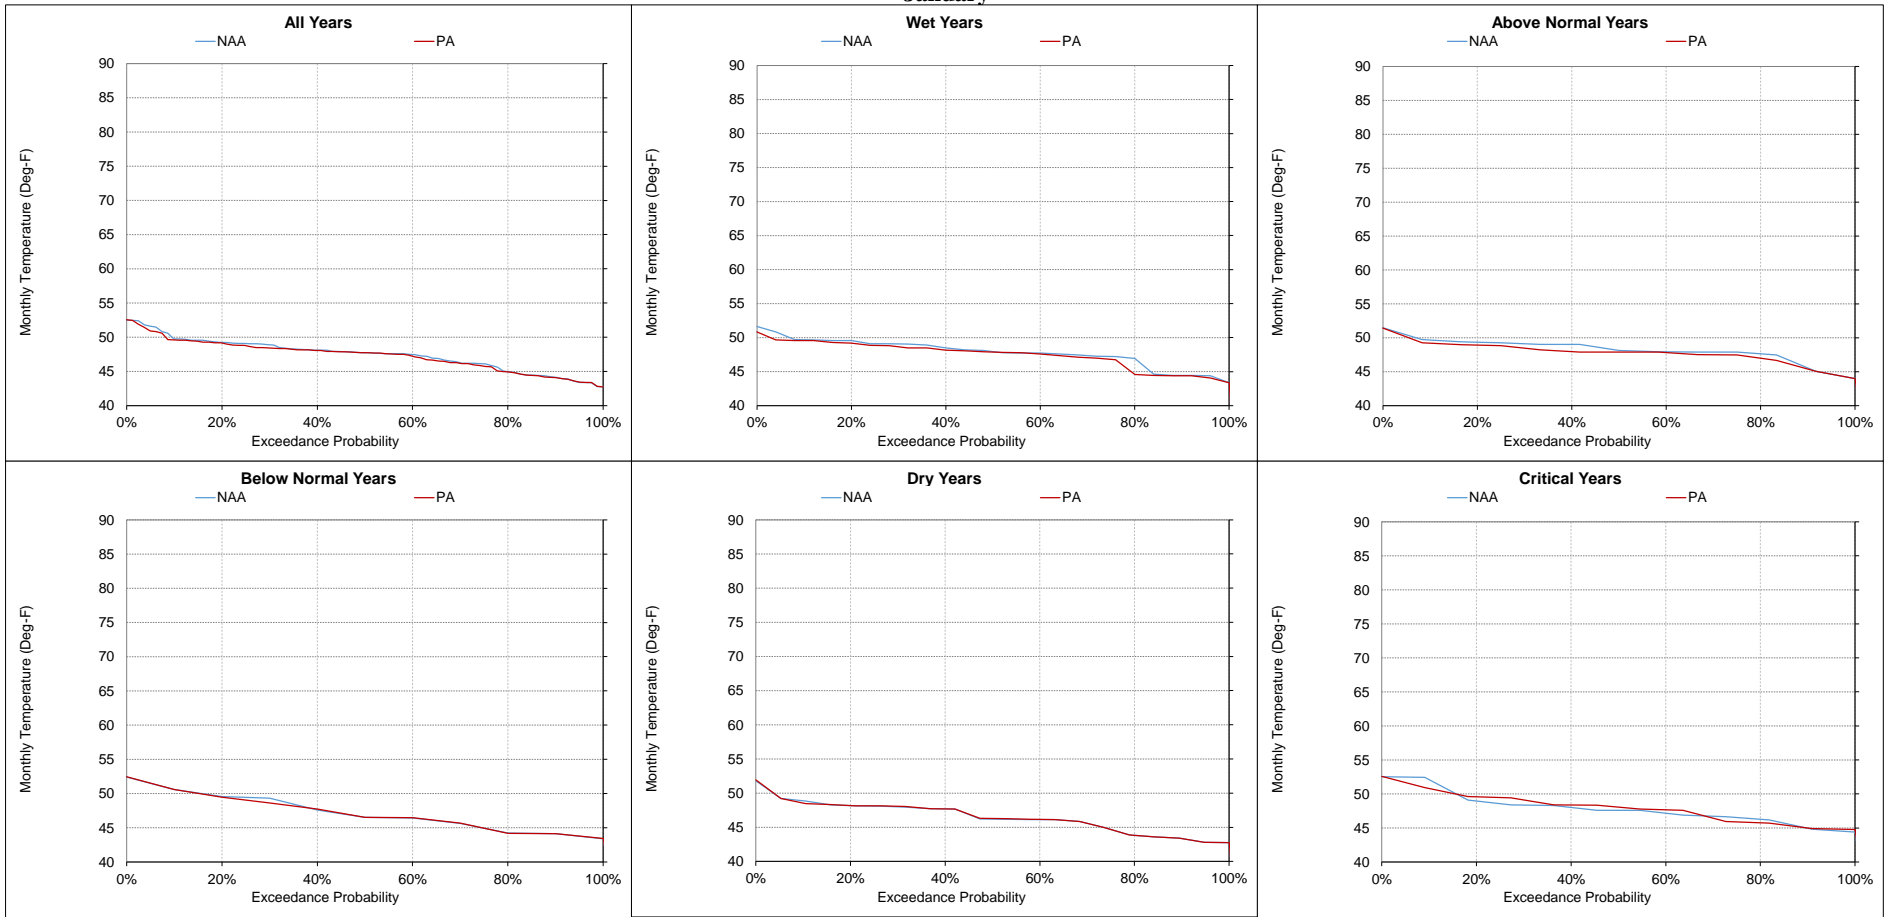 All Years
NAA PA
90
85
80
75
70
65
60
55
50
45
40
0% 20% 40% 60% 80% 100%
Monthly Temperature (Deg-F)
Exceedance Probability
Wet Years
NAA PA
90
85
80
75
70
65
60
55
50
45
40
0% 20% 40% 60% 80% 100%
Monthly Temperature (Deg-F)
Exceedance Probability
Above Normal Years
NAA PA
90
85
80
75
70
65
60
55
50
45
40
0% 20% 40% 60% 80% 100%
Monthly Temperature (Deg-F)
Exceedance Probability
Below Normal Years
NAA PA
90
85
80
75
70
65
60
55
50
45
40
0% 20% 40% 60% 80% 100%
Monthly Temperature (Deg-F)
Exceedance Probability
Dry Years
NAA PA
90
85
80
75
70
65
60
55
50
45
40
0% 20% 40% 60% 80% 100%
Monthly Temperature (Deg-F)
Exceedance Probability
Critical Years
NAA PA
90
85
80
75
70
65
60
55
50
45
40
0% 20% 40% 60% 80% 100%
Monthly Temperature (Deg-F)
Exceedance Probability